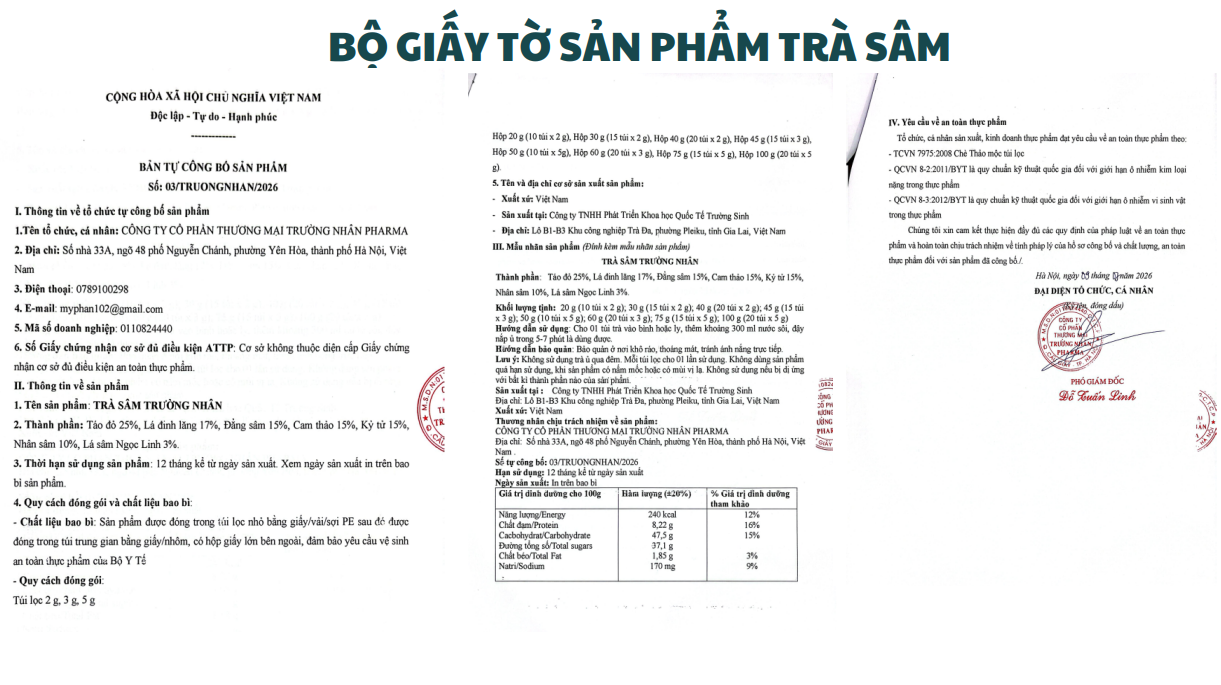 BỘ GIẤY TỜ SẢN PHẨM TRÀ SÂM
CỘNG HÒA XÃ HỘI CHỦ NGHĨA VIỆT NAM
Độc lập - Tự do - Hạnh phúc
-------------
BẢN TỰ CÔNG BỐ SẢN PHẨM
Số: 03/TRUONGNHAN/2026
I. Thông tin về tổ chức tự công bố sản phẩm
1.Tên tổ chức, cá nhân: CÔNG TY CỔ PHẦN THƯƠNG MẠI TRƯỜNG NHÂN PHARMA
2. Địa chỉ: Số nhà 33A, ngõ 48 phố Nguyễn Chánh, phường Yên Hòa, thành phố Hà Nội, Việt
Nam
3. Điện thoại: 0789100298
4. E-mail: myphan102@gmail.com
5. Mã số doanh nghiệp: 0110824440
6. Số Giấy chứng nhận cơ sở đủ điều kiện ATTP: Cơ sở không thuộc diện cấp Giấy chứng
nhận cơ sở đủ điều kiện an toàn thực phẩm.
II. Thông tin về sản phẩm
1. Tên sản phẩm: TRÀ SÂM TRƯỜNG NHÂN
2. Thành phần: Táo đỏ 25%, Lá đinh lăng 17%, Đẳng sâm 15%, Cam thảo 15%, Kỷ tử 15%,
Nhân sâm 10%, Lá sâm Ngọc Linh 3%.
3. Thời hạn sử dụng sản phẩm: 12 tháng kể từ ngày sản xuất. Xem ngày sản xuất in trên bao
bì sản phẩm.
4. Quy cách đóng gói và chất liệu bao bì:
- Chất liệu bao bì: Sản phẩm được đóng trong túi lọc nhỏ bằng giấy/vải/sợi PE sau đó được
đóng trong túi trung gian bằng giấy/nhôm, có hộp giấy lớn bên ngoài, đảm bảo yêu cầu vệ sinh
an toàn thực phẩm của Bộ Y Tế
- Quy cách đóng gói:
Túi lọc 2 g, 3 g, 5 g
Hộp 20 g (10 túi x 2 g), Hộp 30 g (15 túi x 2 g), Hộp 40 g (20 túi x 2 g), Hộp 45 g (15 túi x 3 g),
Hộp 50 g (10 túi x 5g), Hộp 60 g (20 túi x 3 g), Hộp 75 g (15 túi x 5 g), Hộp 100 g (20 túi x 5
g).
5. Tên và địa chỉ cơ sở sản xuất sản phẩm:
- Xuất xứ: Việt Nam
- Sản xuất tại: Công ty TNHH Phát Triển Khoa học Quốc Tế Trường Sinh
- Địa chỉ: Lô B1-B3 Khu công nghiệp Trà Đa, phường Pleiku, tỉnh Gia Lai, Việt Nam
III. Mẫu nhãn sản phẩm (Đính kèm mẫu nhãn sản phẩm)
TRÀ SÂM TRƯỜNG NHÂN
Thành phần: Táo đỏ 25%, Lá đinh lăng 17%, Đẳng sâm 15%, Cam thảo 15%, Kỷ tử 15%,
Nhân sâm 10%, Lá sâm Ngọc Linh 3%.
Khối lượng tịnh: 20 g (10 túi x 2 g); 30 g (15 túi x 2 g); 40 g (20 túi x 2 g); 45 g (15 túi
x 3 g); 50 g (10 túi x 5 g); 60 g (20 túi x 3 g); 75 g (15 túi x 5 g); 100 g (20 túi x 5 g)
Hướng dẫn sử dụng: Cho 01 túi trà vào bình hoặc ly, thêm khoảng 300 ml nước sôi, đậy
nắp ủ trong 5-7 phút là dùng được.
Hướng dẫn bảo quản: Bảo quản ở nơi khô ráo, thoáng mát, tránh ánh nắng trực tiếp.
Lưu ý: Không sử dụng trà ủ qua đêm. Mỗi túi lọc cho 01 lần sử dụng. Không dùng sản phẩm
quá hạn sử dụng, khi sản phẩm có nấm mốc hoặc có mùi vị lạ. Không sử dụng nếu bị dị ứng
với bất kì thành phần nào của sản phẩm.
Sản xuất tại : Công ty TNHH Phát Triển Khoa học Quốc Tế Trường Sinh
Địa chỉ: Lô B1-B3 Khu công nghiệp Trà Đa, phường Pleiku, tỉnh Gia Lai, Việt Nam
Xuất xứ: Việt Nam
Thương nhân chịu trách nhiệm về sản phẩm:
CÔNG TY CỔ PHẦN THƯƠNG MẠI TRƯỜNG NHÂN PHARMA
Địa chỉ: Số nhà 33A, ngõ 48 phố Nguyễn Chánh, phường Yên Hòa, thành phố Hà Nội, Việt
Nam .
Số tự công bố: 03/TRUONGNHAN/2026
Hạn sử dụng: 12 tháng kể từ ngày sản xuất
Ngày sản xuất: In trên bao bì
Giá trị dinh dưỡng cho 100g Hàm lượng (±20%) % Giá trị dinh dưỡng
tham khảo
Năng lượng/Energy 240 kcal 12%
Chất đạm/Protein 8,22 g 16%
Cacbohydrat/Carbohydrate 47,5 g 15%
Đường tổng số/Total sugars 37,1 g
Chất béo/Total Fat 1,85 g 3%
Natri/Sodium 170 mg 9%
IV. Yêu cầu về an toàn thực phẩm
Tổ chức, cá nhân sản xuất, kinh doanh thực phẩm đạt yêu cầu về an toàn thực phẩm theo:
- TCVN 7975:2008 Chè Thảo mộc túi lọc
- QCVN 8-2:2011/BYT là quy chuẩn kỹ thuật quốc gia đối với giới hạn ô nhiễm kim loại
nặng trong thực phẩm
- QCVN 8-3:2012/BYT là quy chuẩn kỹ thuật quốc gia đối với giới hạn ô nhiễm vi sinh vật
trong thực phẩm
Chúng tôi xin cam kết thực hiện đầy đủ các quy định của pháp luật về an toàn thực
phẩm và hoàn toàn chịu trách nhiệm về tính pháp lý của hồ sơ công bố và chất lượng, an toàn
thực phẩm đối với sản phẩm đã công bố./.
Hà Nội, ngày tháng năm 2026
ĐẠI DIỆN TỔ CHỨC, CÁ NHÂN
(Ký tên, đóng dấu)
CÔNG TY
CỔ PHẦN
THƯƠNG MẠI
TRƯỜNG NHÂN
PHARMA
PHÓ GIÁM ĐỐC
Đỗ Tuấn Linh